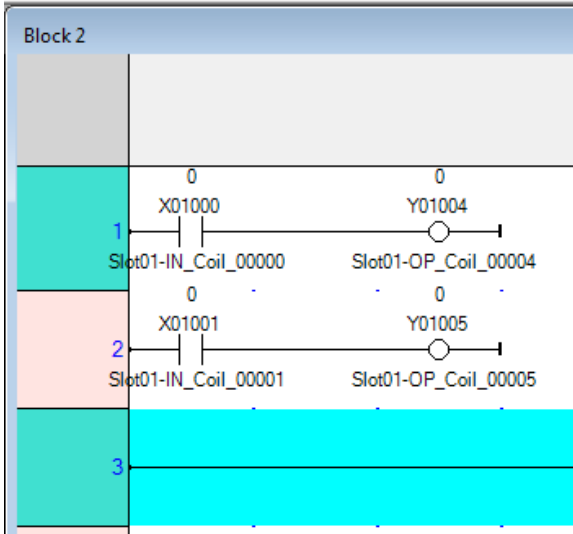 Block 2
0 0
X01000 Y01004
1
Slot01-IN_Coil_00000 Slot01-OP_Coil_00004
0 0
X01001 Y01005
2
Slot01-IN_Coil_00001 Slot01-OP_Coil_00005
3